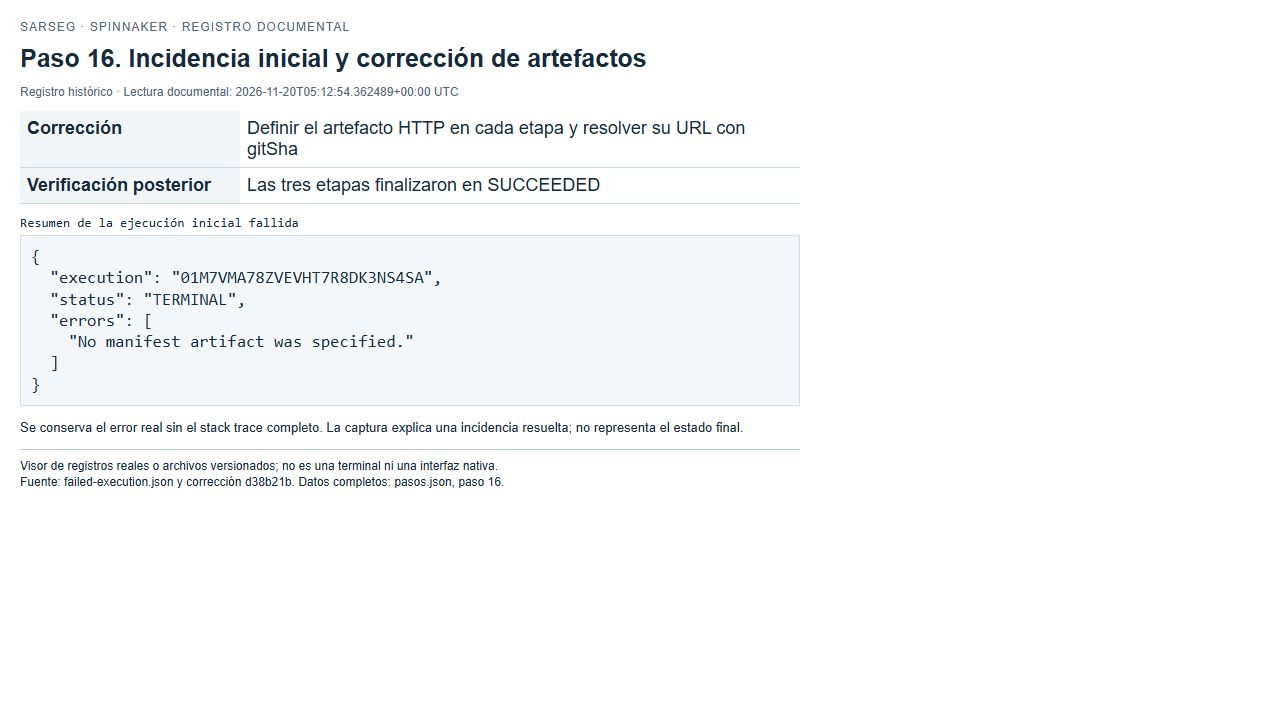 SARSEG · SPINNAKER · REGISTRO DOCUMENTAL
Paso 16. Incidencia inicial y corrección de artefactos
Registro histórico · Lectura documental: 2026-11-20T05:12:54.362489+00:00 UTC
Corrección
Definir el artefacto HTTP en cada etapa y resolver su URL con
gitSha
Verificación posterior
Las tres etapas finalizaron en SUCCEEDED
Resumen de la ejecución inicial fallida
{
  "execution": "01M7VMA78ZVEVHT7R8DK3NS4SA",
  "status": "TERMINAL",
  "errors": [
    "No manifest artifact was specified."
  ]
}
Se conserva el error real sin el stack trace completo. La captura explica una incidencia resuelta; no representa el estado final.
Visor de registros reales o archivos versionados; no es una terminal ni una interfaz nativa.
Fuente: failed-execution.json y corrección d38b21b. Datos completos: pasos.json, paso 16.